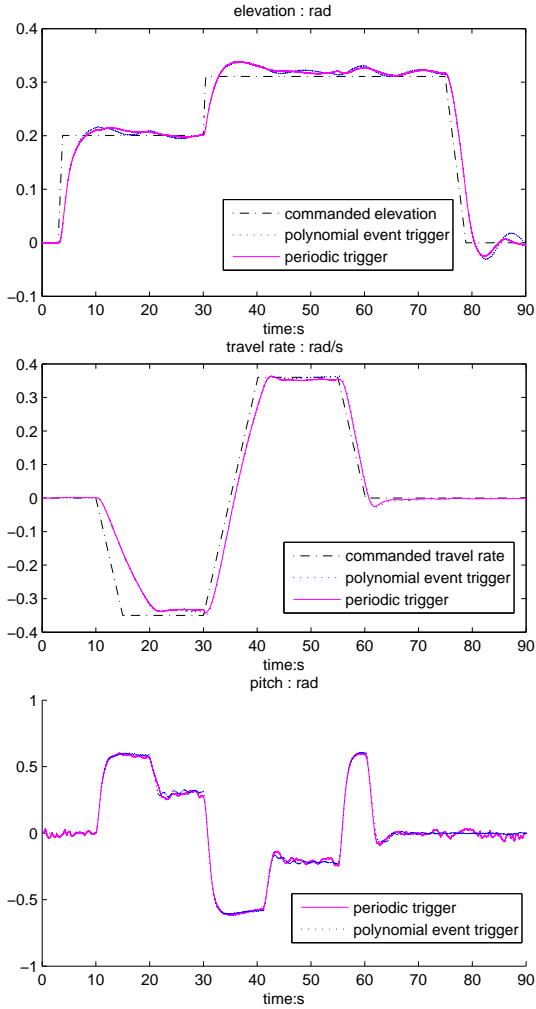 elevation : rad
0.4
0.3
0.2
0.1
0
−0.1
commanded elevation
polynomial event trigger
periodic trigger
0 10 20 30 40 50 60 70 80 90
time:s
travel rate : rad/s
0.4
0.3
0.2
0.1
0
−0.1
−0.2
−0.3
−0.4
commanded travel rate
polynomial event trigger
periodic trigger
0 10 20 30 40 50 60 70 80 90
time:s
pitch : rad
1
0.5
0
−0.5
−1
periodic trigger
polynomial event trigger
0 10 20 30 40 50 60 70 80 90
time:s